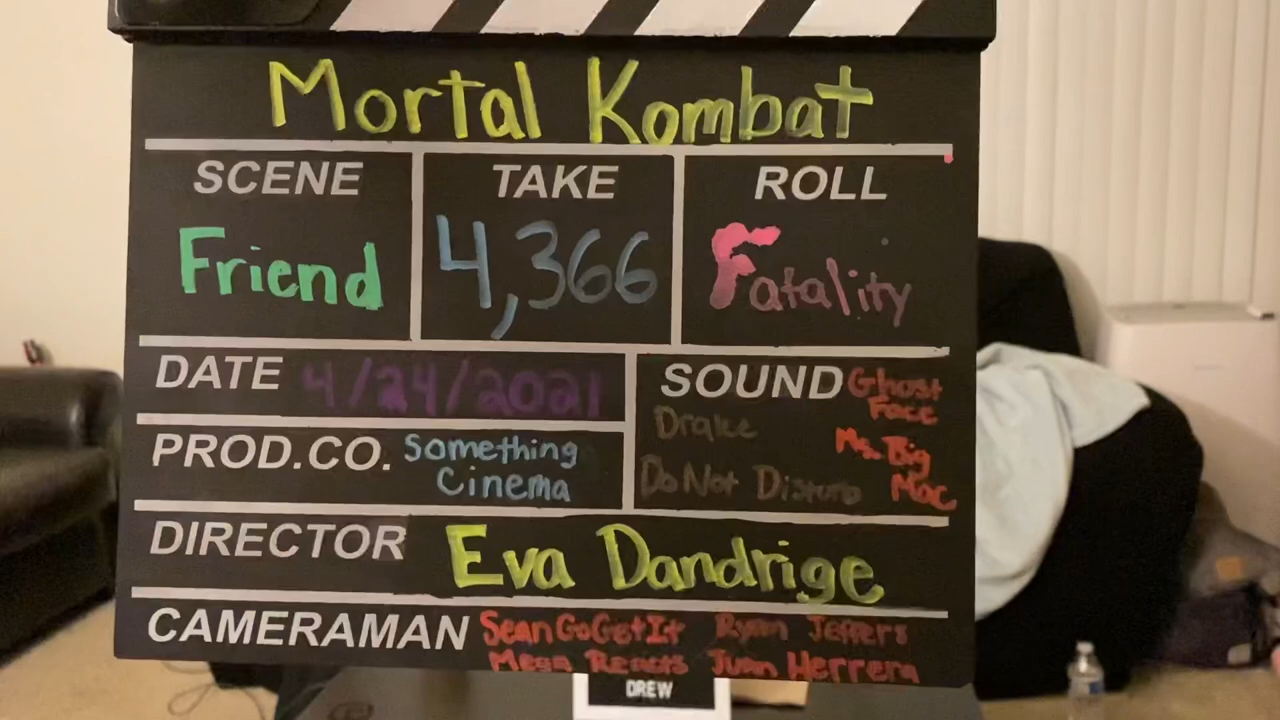 Mortal Kombat
SCENE
Friend
TAKE
4,366
ROLL
Fatality
DATE 4/24/2021
PROD.CO. Something
Cinema
SOUND Ghost
Face
Drake
Ms. Big
Mac
Do Not Disturb
DIRECTOR Eva Dandrige
CAMERAMAN SeanGoGetIt Ryan Jeffers
Mega Reacts Juan Herrera
DREW